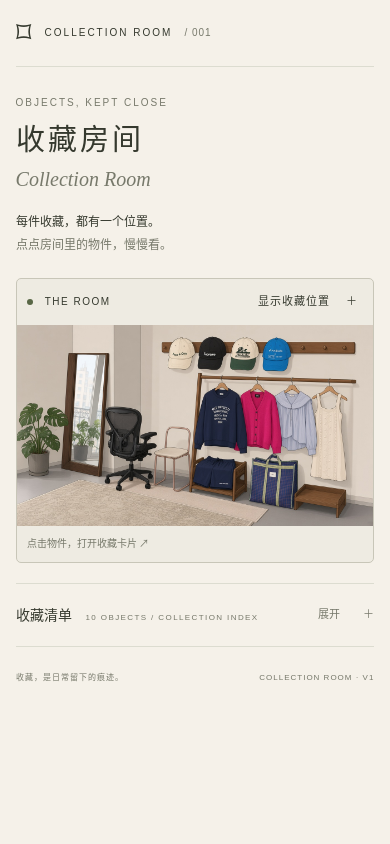 COLLECTION ROOM / 001
OBJECTS, KEPT CLOSE
收藏房间
Collection Room
每件收藏，都有一个位置。
点点房间里的物件，慢慢看。
THE ROOM
显示收藏位置 +
点击物件，打开收藏卡片 ↗
收藏清单 10 OBJECTS / COLLECTION INDEX 展开 +
收藏，是日常留下的痕迹。 COLLECTION ROOM · V1